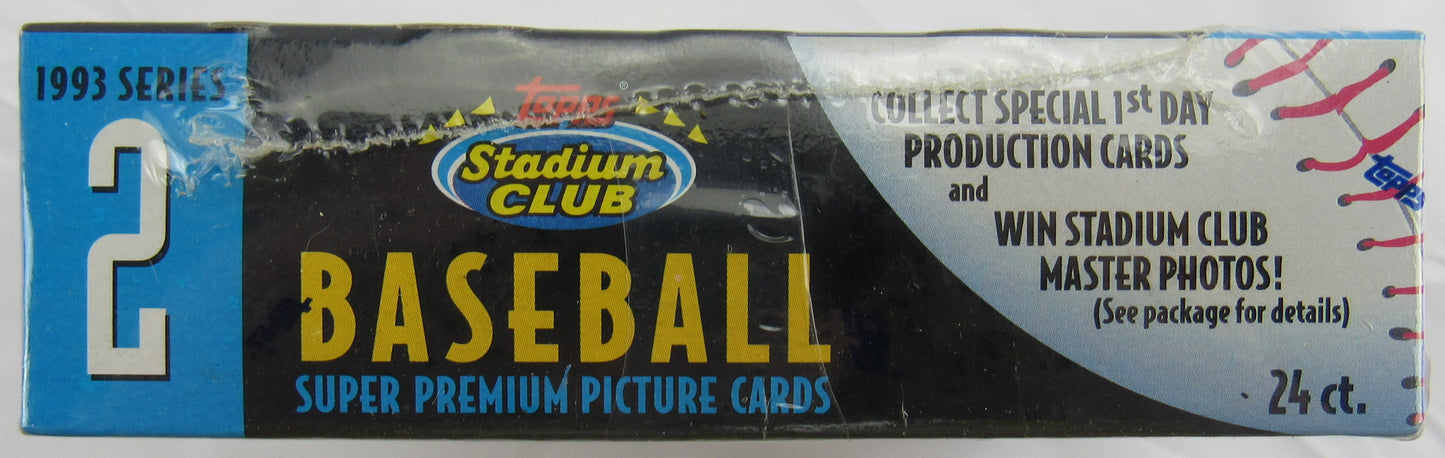 1993 SERIES
2
Topps
Stadium
CLUB
BASEBALL
SUPER PREMIUM PICTURE CARDS
COLLECT SPECIAL 1st DAY
PRODUCTION CARDS
and
WIN STADIUM CLUB
MASTER PHOTOS!
(See package for details)
24 ct.
Topps